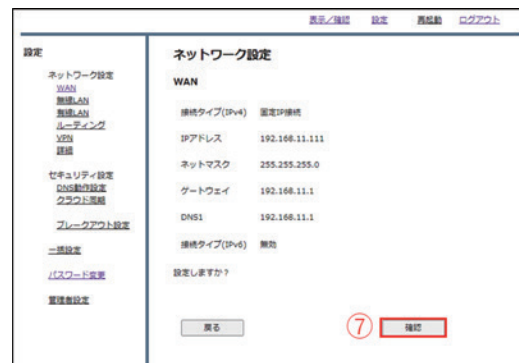 表示／確認 設定 再起動 ログアウト
設定
ネットワーク設定
WAN
無線LAN
有線LAN
ルーティング
VPN
詳細
セキュリティ設定
DNS動作設定
クラウド同期
ブレークアウト設定
一括設定
パスワード変更
管理者設定
ネットワーク設定
WAN
接続タイプ(IPv4) 固定IP接続
IPアドレス 192.168.11.111
ネットマスク 255.255.255.0
ゲートウェイ 192.168.11.1
DNS1 192.168.11.1
接続タイプ(IPv6) 無効
設定しますか？
戻る ⑦ 確認